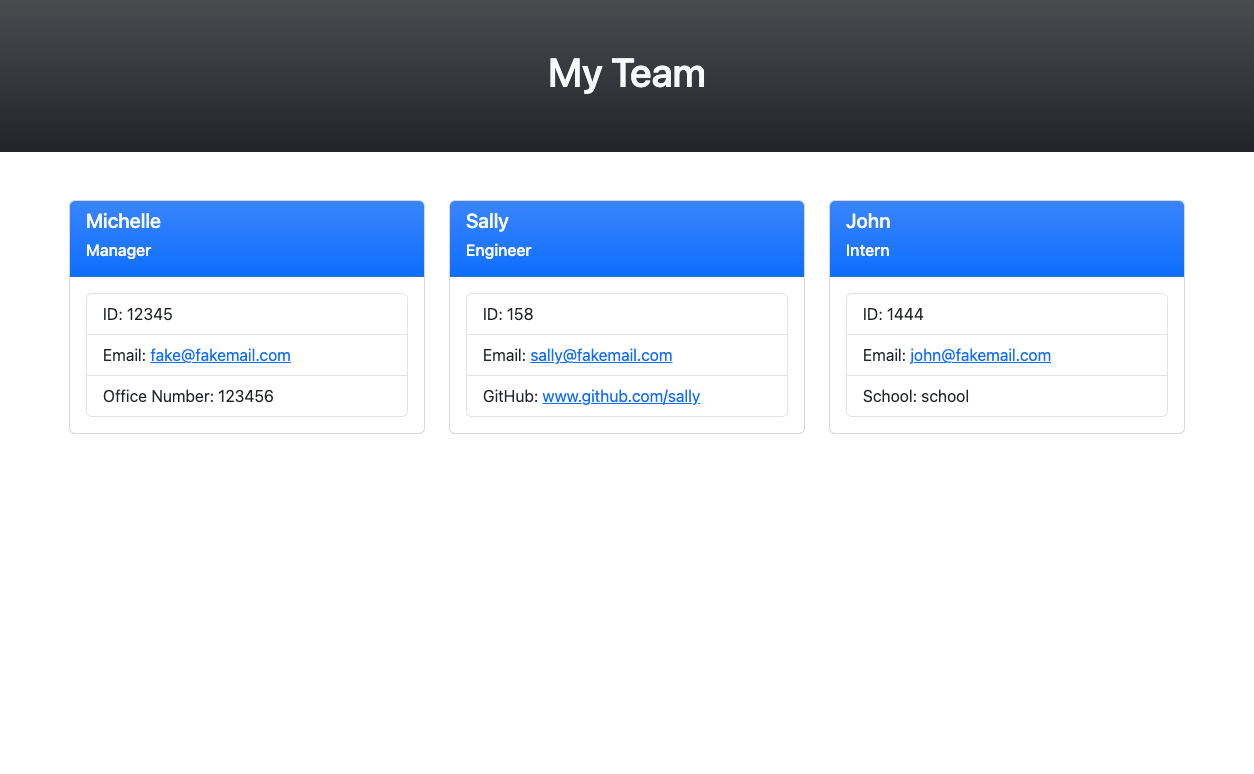 My Team
Michelle
Manager
ID: 12345
Email: fake@fakemail.com
Office Number: 123456
Sally
Engineer
ID: 158
Email: sally@fakemail.com
GitHub: www.github.com/sally
John
Intern
ID: 1444
Email: john@fakemail.com
School: school